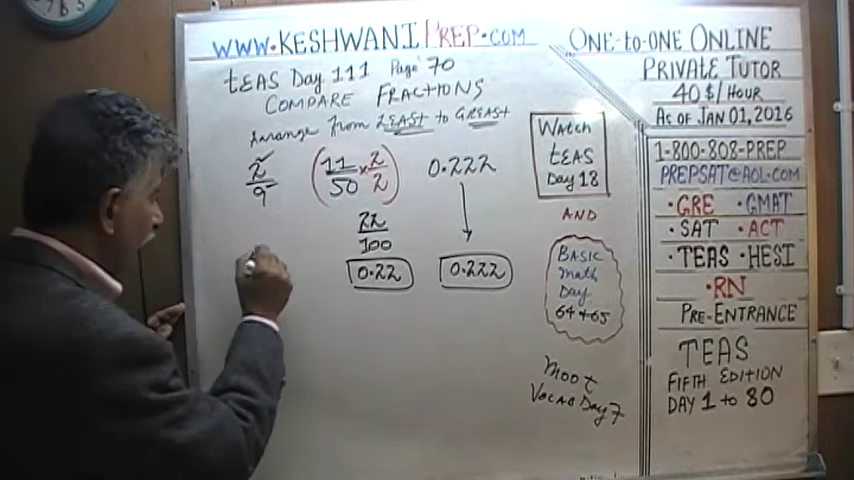 www.KESHWANIPREP.COM
tEAS Day 111 Page 70
COMPARE FRACTIONS
Arrange from LEAST to GREAST
2/9 (11/50 × 2/2) 0.222
22/100
0.22 0.222
Watch
tEAS
Day 18
AND
BASIC
Math
Day
64+65
Moot
Vocab Day 7
ONE-to-ONE ONLINE
PRIVATE TUTOR
40$/HOUR
AS OF JAN 01, 2016
1-800-808-PREP
PREPSAT@AOL.COM
•GRE •GMAT
•SAT •ACT
•TEAS •HESI
•RN
PRE-ENTRANCE
TEAS
FIFTH EDITION
DAY 1 to 80